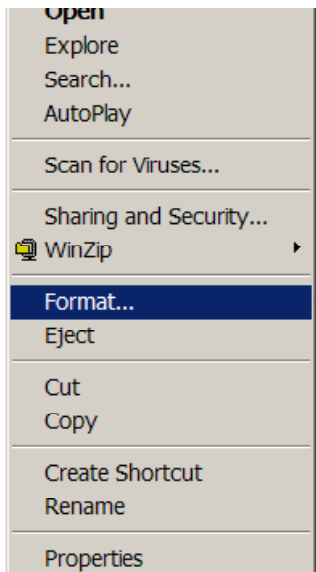 Open
Explore
Search...
AutoPlay
Scan for Viruses...
Sharing and Security...
WinZip
Format...
Eject
Cut
Copy
Create Shortcut
Rename
Properties